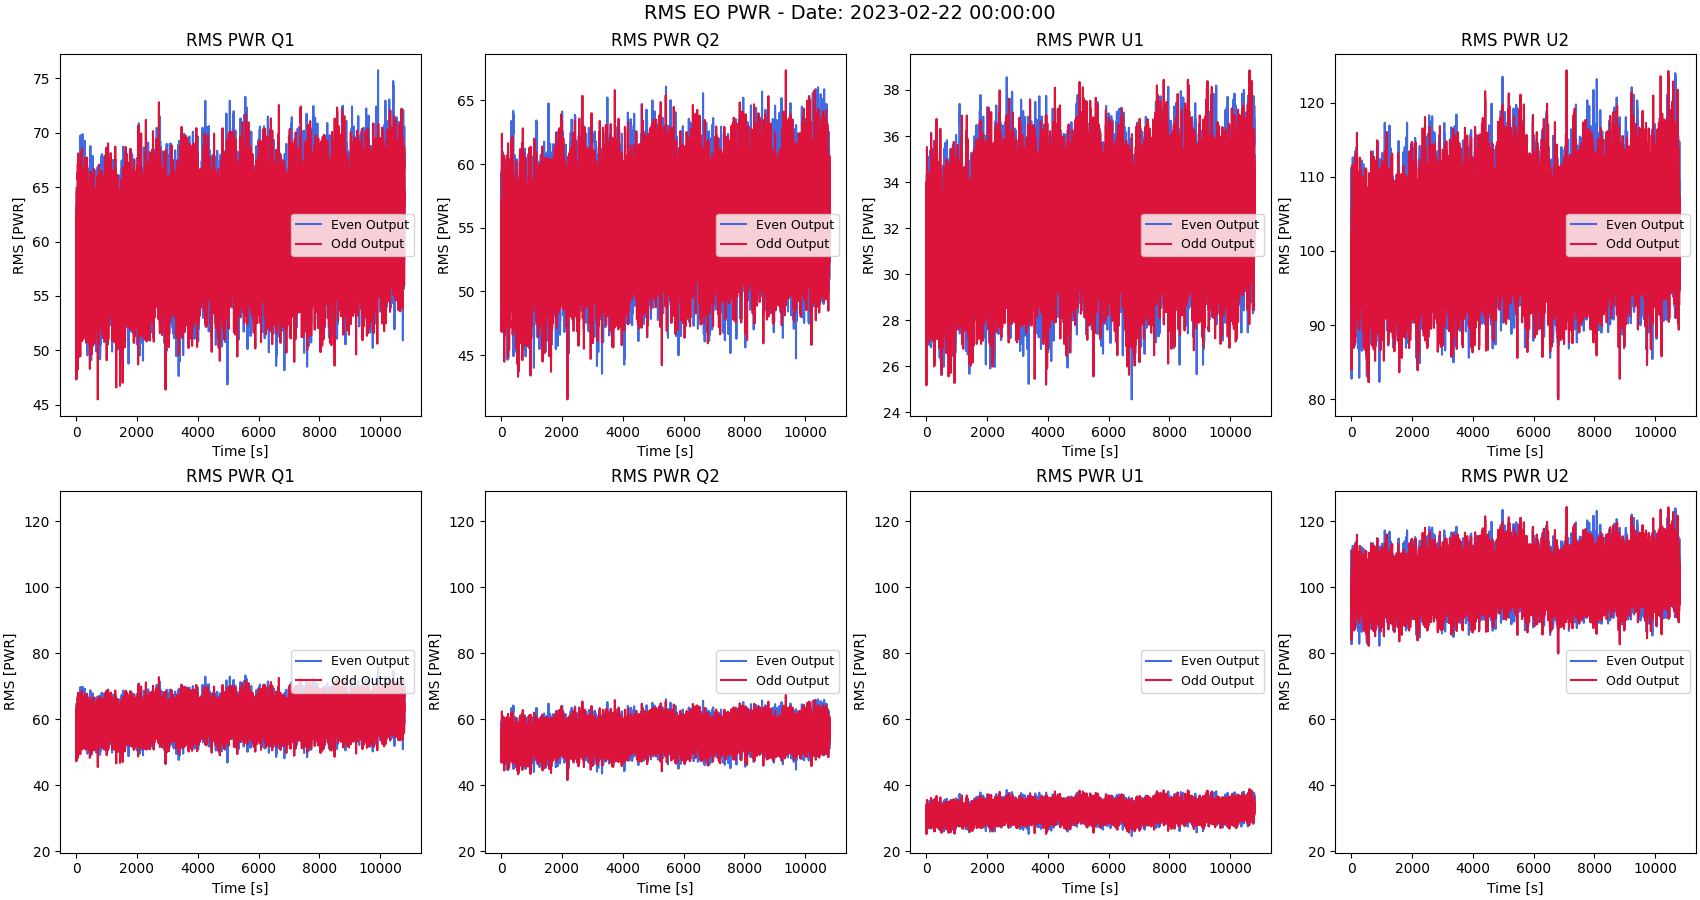 RMS EO PWR - Date: 2023-02-22 00:00:00
RMS PWR Q1
RMS [PWR]
75
70
65
60
55
50
45
Even Output
Odd Output
0 2000 4000 6000 8000 10000
Time [s]
RMS PWR Q2
RMS [PWR]
65
60
55
50
45
Even Output
Odd Output
0 2000 4000 6000 8000 10000
Time [s]
RMS PWR U1
RMS [PWR]
38
36
34
32
30
28
26
24
Even Output
Odd Output
0 2000 4000 6000 8000 10000
Time [s]
RMS PWR U2
RMS [PWR]
120
110
100
90
80
Even Output
Odd Output
0 2000 4000 6000 8000 10000
Time [s]
RMS PWR Q1
RMS [PWR]
120
100
80
60
40
20
Even Output
Odd Output
0 2000 4000 6000 8000 10000
Time [s]
RMS PWR Q2
RMS [PWR]
120
100
80
60
40
20
Even Output
Odd Output
0 2000 4000 6000 8000 10000
Time [s]
RMS PWR U1
RMS [PWR]
120
100
80
60
40
20
Even Output
Odd Output
0 2000 4000 6000 8000 10000
Time [s]
RMS PWR U2
RMS [PWR]
120
100
80
60
40
20
Even Output
Odd Output
0 2000 4000 6000 8000 10000
Time [s]